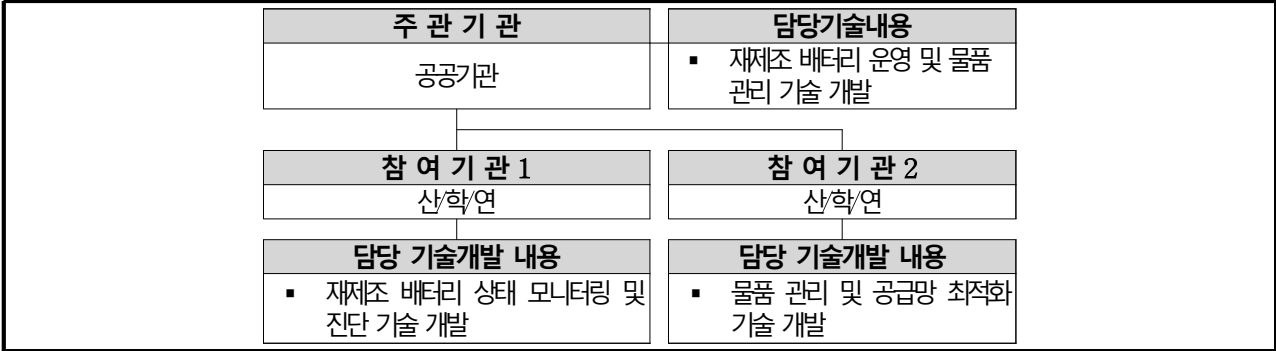 주 관 기 관
담당기술내용
공공기관
▪ 재제조 배터리 운영 및 물품
관리 기술 개발
참 여 기 관 1
참 여 기 관 2
산/학/연
산/학/연
담당 기술개발 내용
담당 기술개발 내용
▪ 재제조 배터리 상태 모니터링 및
진단 기술 개발
▪ 물품 관리 및 공급망 최적화
기술 개발